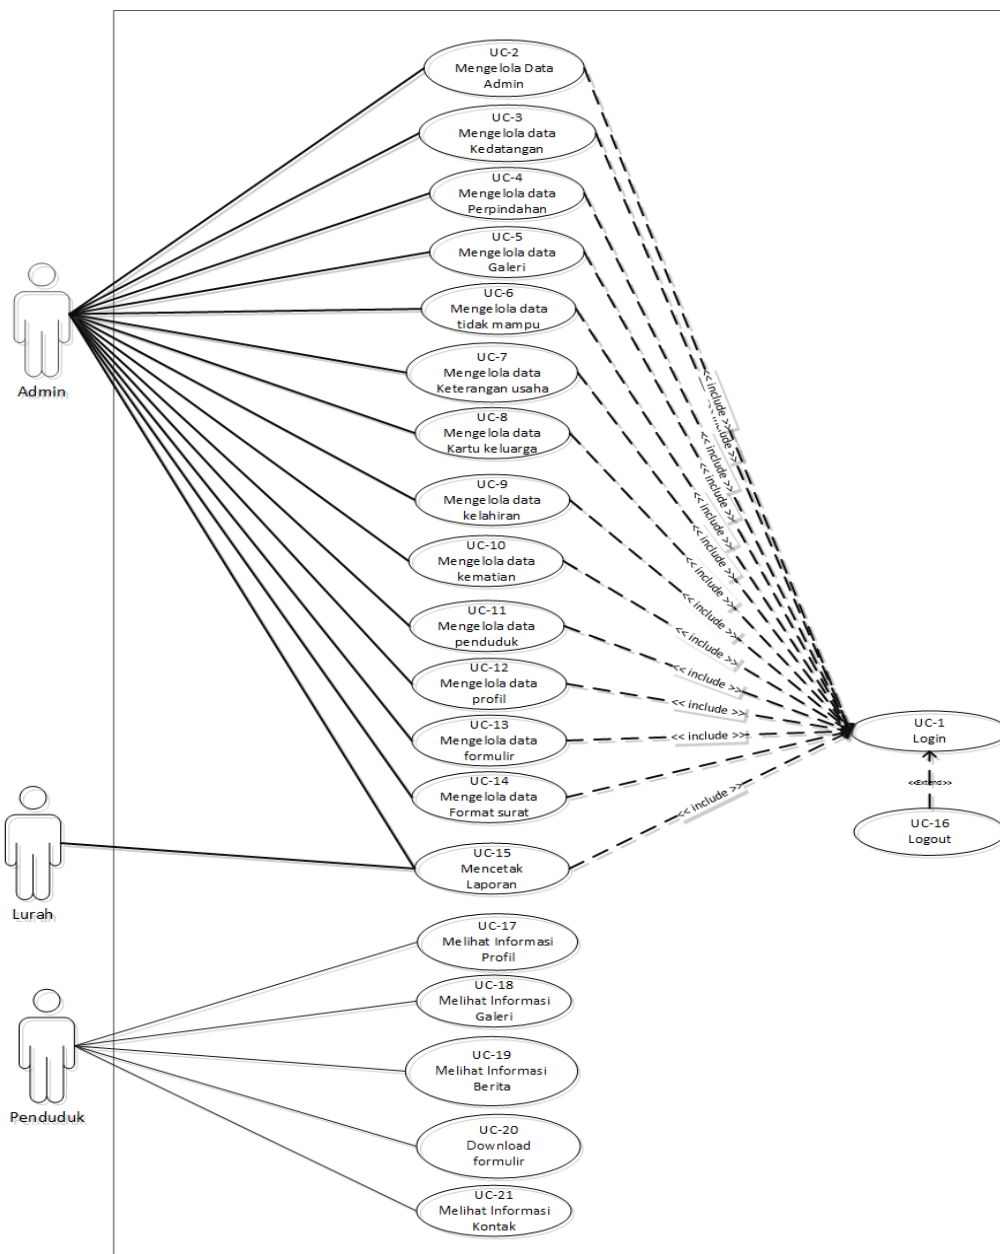 UC-2
Mengelola Data
Admin
UC-3
Mengelola data
Kedatangan
UC-4
Mengelola data
Perpindahan
UC-5
Mengelola data
Galeri
UC-6
Mengelola data
tidak mampu
UC-7
Mengelola data
Keterangan usaha
UC-8
Mengelola data
Kartu keluarga
UC-9
Mengelola data
kelahiran
UC-10
Mengelola data
kematian
UC-11
Mengelola data
penduduk
UC-12
Mengelola data
profil
UC-13
Mengelola data
formulir
UC-14
Mengelola data
Format surat
UC-15
Mencetak
Laporan
UC-17
Melihat Informasi
Profil
UC-18
Melihat Informasi
Galeri
UC-19
Melihat Informasi
Berita
UC-20
Download
formulir
UC-21
Melihat Informasi
Kontak
Admin
Lurah
Penduduk
<< include >>
<< include >>
<< include >>
<< include >>
<< include >>
<< include >>
<< include >>
<< include >>
<< include >>
<< include >>
<< include >>
<< include >>
<< include >>
UC-1
Login
<<Extend>>
UC-16
Logout